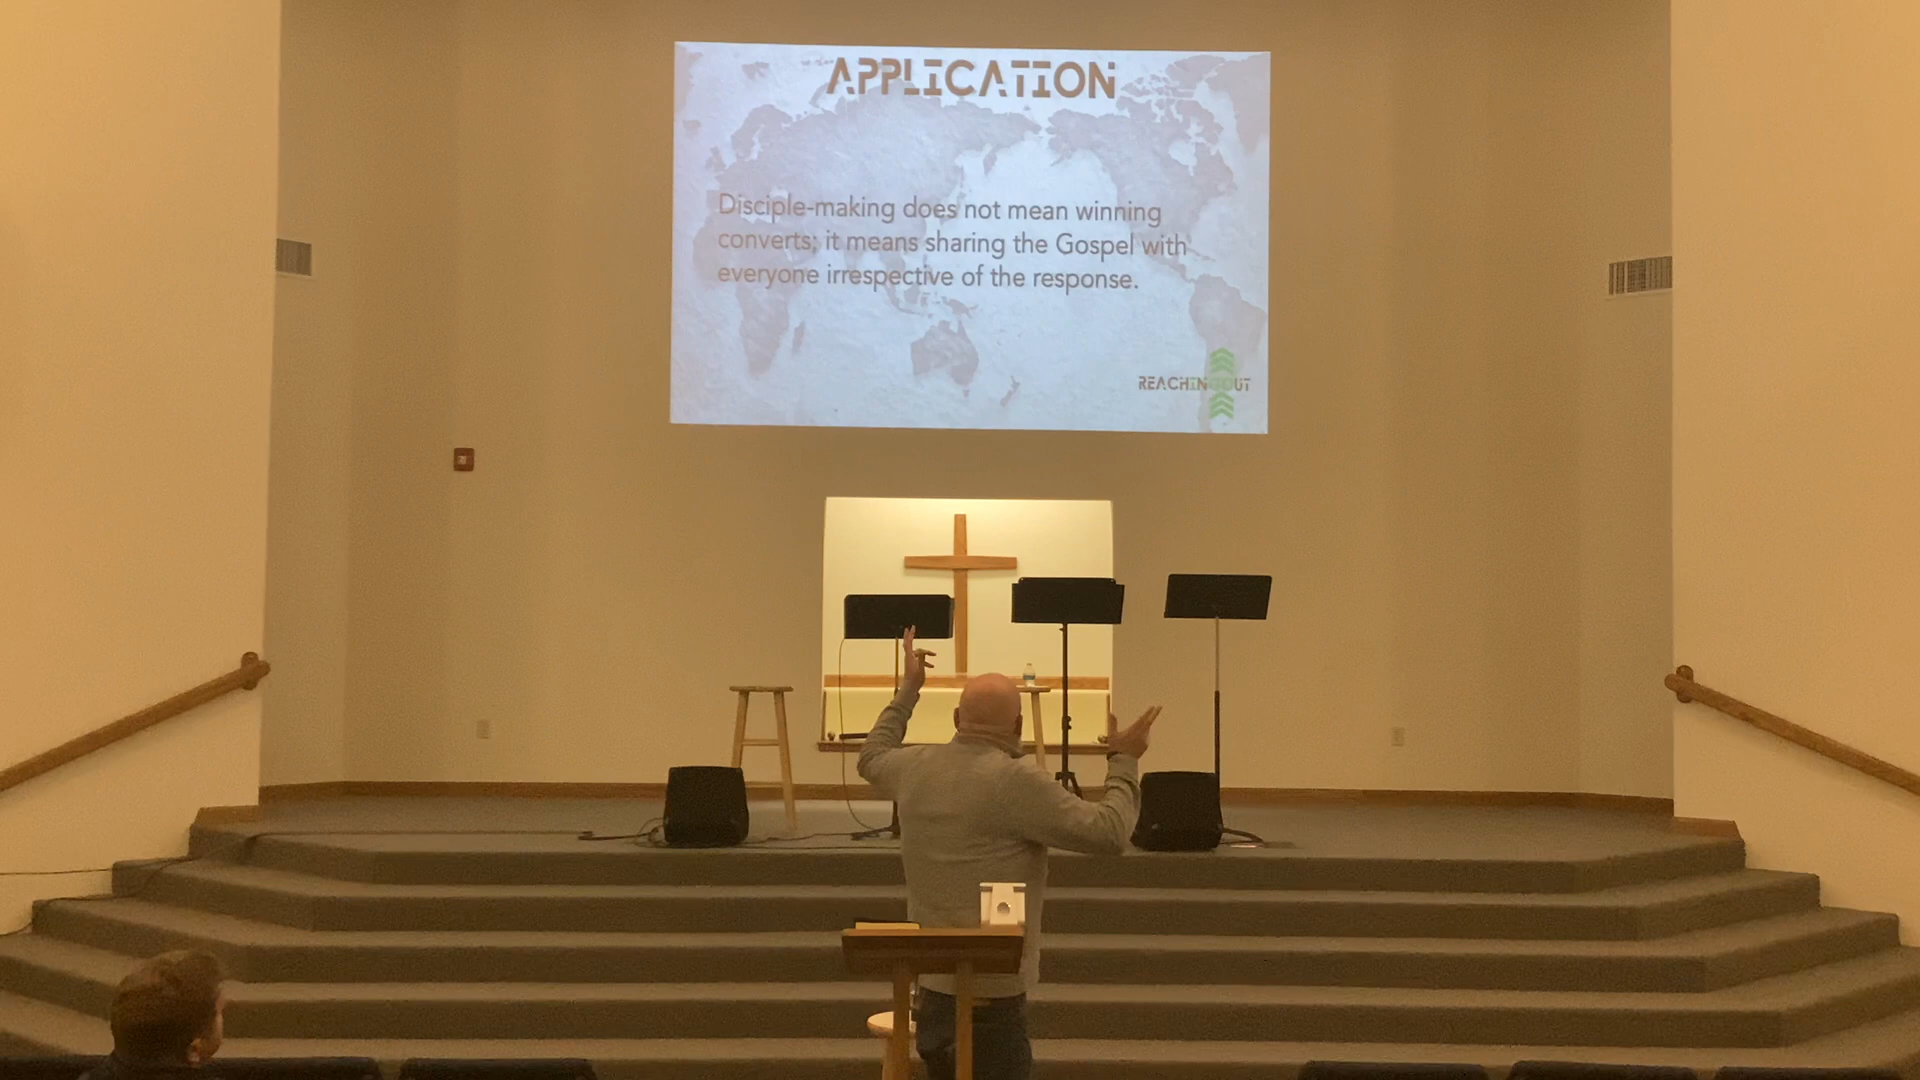 APPLICATION
Disciple-making does not mean winning
converts; it means sharing the Gospel with
everyone irrespective of the response.
REACHINGOUT